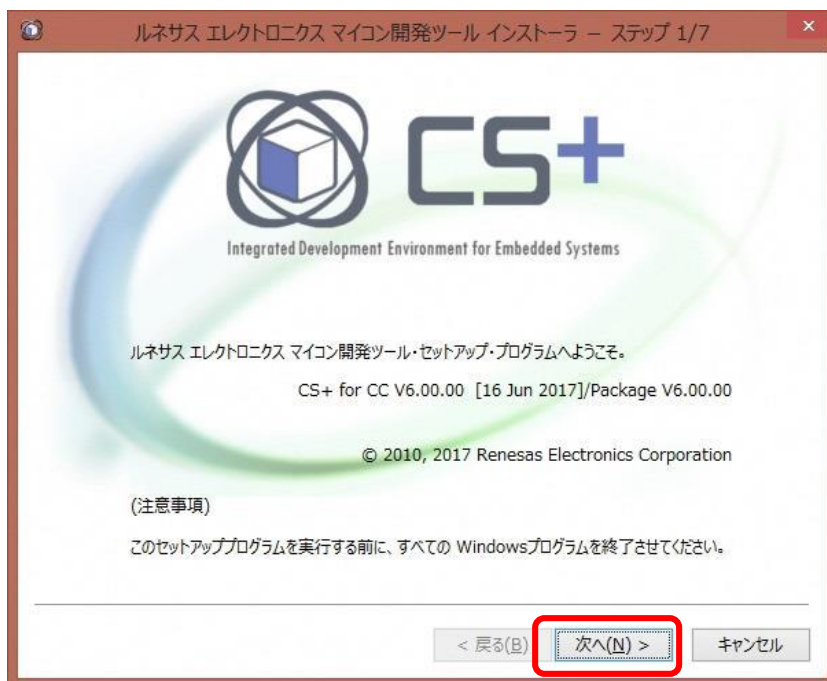 ルネサス エレクトロニクス マイコン開発ツール インストーラ － ステップ 1/7
CS+
Integrated Development Environment for Embedded Systems
ルネサス エレクトロニクス マイコン開発ツール・セットアップ・プログラムへようこそ。
CS+ for CC V6.00.00 [16 Jun 2017]/Package V6.00.00
© 2010, 2017 Renesas Electronics Corporation
(注意事項)
このセットアッププログラムを実行する前に、すべての Windowsプログラムを終了させてください。
< 戻る(B) 次へ(N) > キャンセル